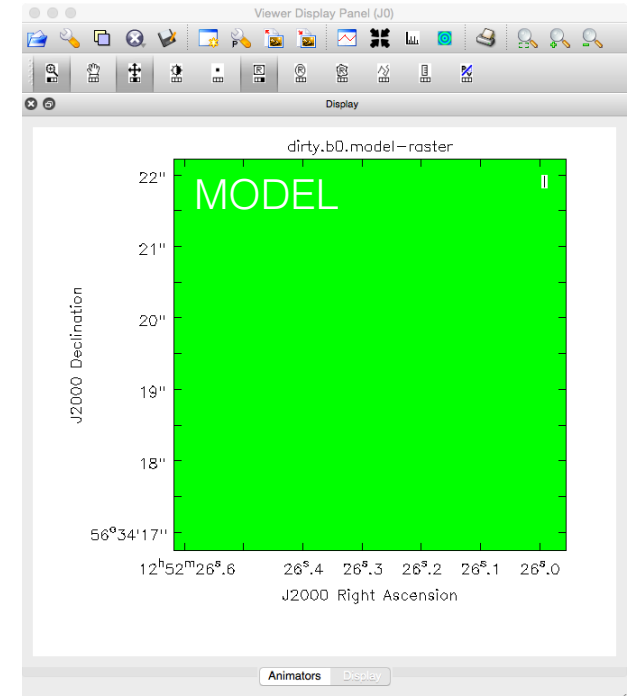 Viewer Display Panel (J0)
Display
dirty.b0.model-raster
MODEL
I
22"
21"
20"
19"
18"
56°34'17"
J2000 Declination
12ʰ52ᵐ26ˢ.6
26ˢ.4
26ˢ.3
26ˢ.2
26ˢ.1
26ˢ.0
J2000 Right Ascension
Animators
Display